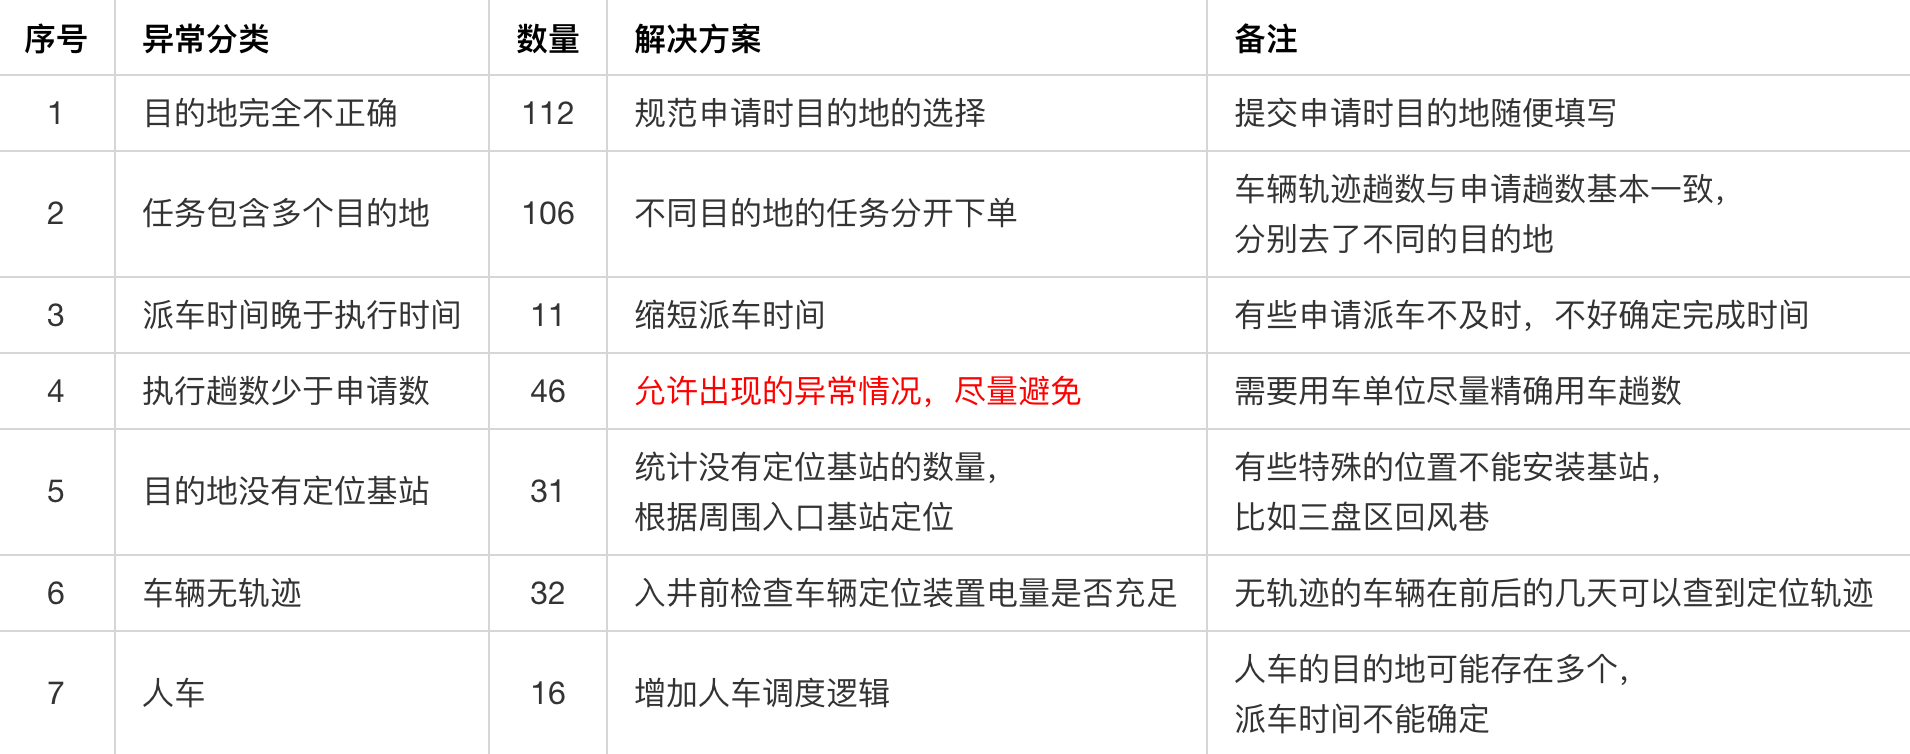 序号 异常分类 数量 解决方案 备注
1 目的地完全不正确 112 规范申请时目的地的选择 提交申请时目的地随便填写
2 任务包含多个目的地 106 不同目的地的任务分开下单 车辆轨迹趟数与申请趟数基本一致，
分别去了不同的目的地
3 派车时间晚于执行时间 11 缩短派车时间 有些申请派车不及时，不好确定完成时间
4 执行趟数少于申请数 46 允许出现的异常情况，尽量避免 需要用车单位尽量精确用车趟数
5 目的地没有定位基站 31 统计没有定位基站的数量，
根据周围入口基站定位 有些特殊的位置不能安装基站，
比如三盘区回风巷
6 车辆无轨迹 32 入井前检查车辆定位装置电量是否充足 无轨迹的车辆在前后的几天可以查到定位轨迹
7 人车 16 增加人车调度逻辑 人车的目的地可能存在多个，
派车时间不能确定